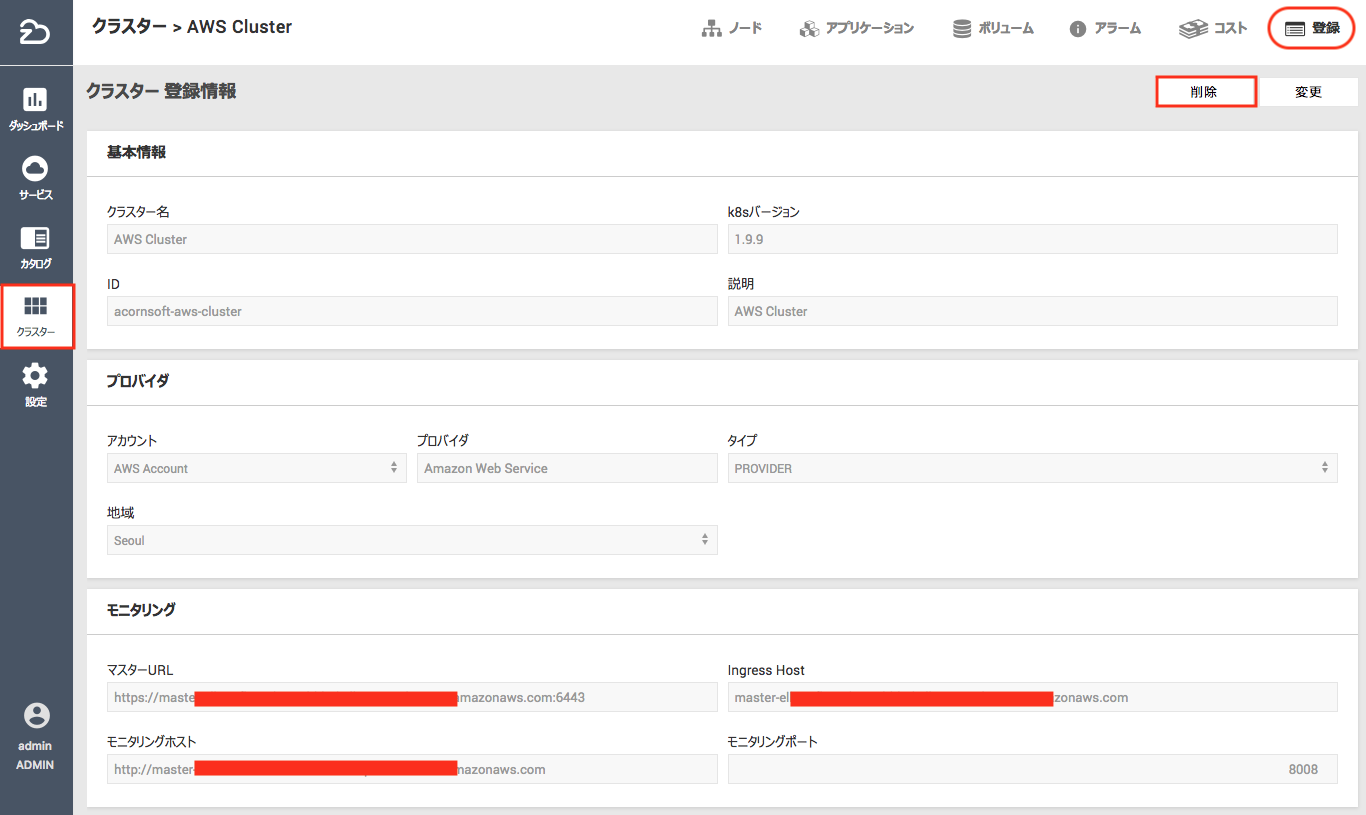 クラスター > AWS Cluster
ノード
アプリケーション
ボリューム
アラーム
コスト
登録
ダッシュボード
サービス
カタログ
クラスター
設定
admin
ADMIN
クラスター 登録情報
削除
変更
基本情報
クラスター名
k8sバージョン
AWS Cluster
1.9.9
ID
説明
acornsoft-aws-cluster
AWS Cluster
プロバイダ
アカウント
プロバイダ
タイプ
AWS Account
Amazon Web Service
PROVIDER
地域
Seoul
モニタリング
マスターURL
Ingress Host
https://maste mazonaws.com:6443
master-el zonaws.com
モニタリングホスト
モニタリングポート
http://master- nazonaws.com
8008